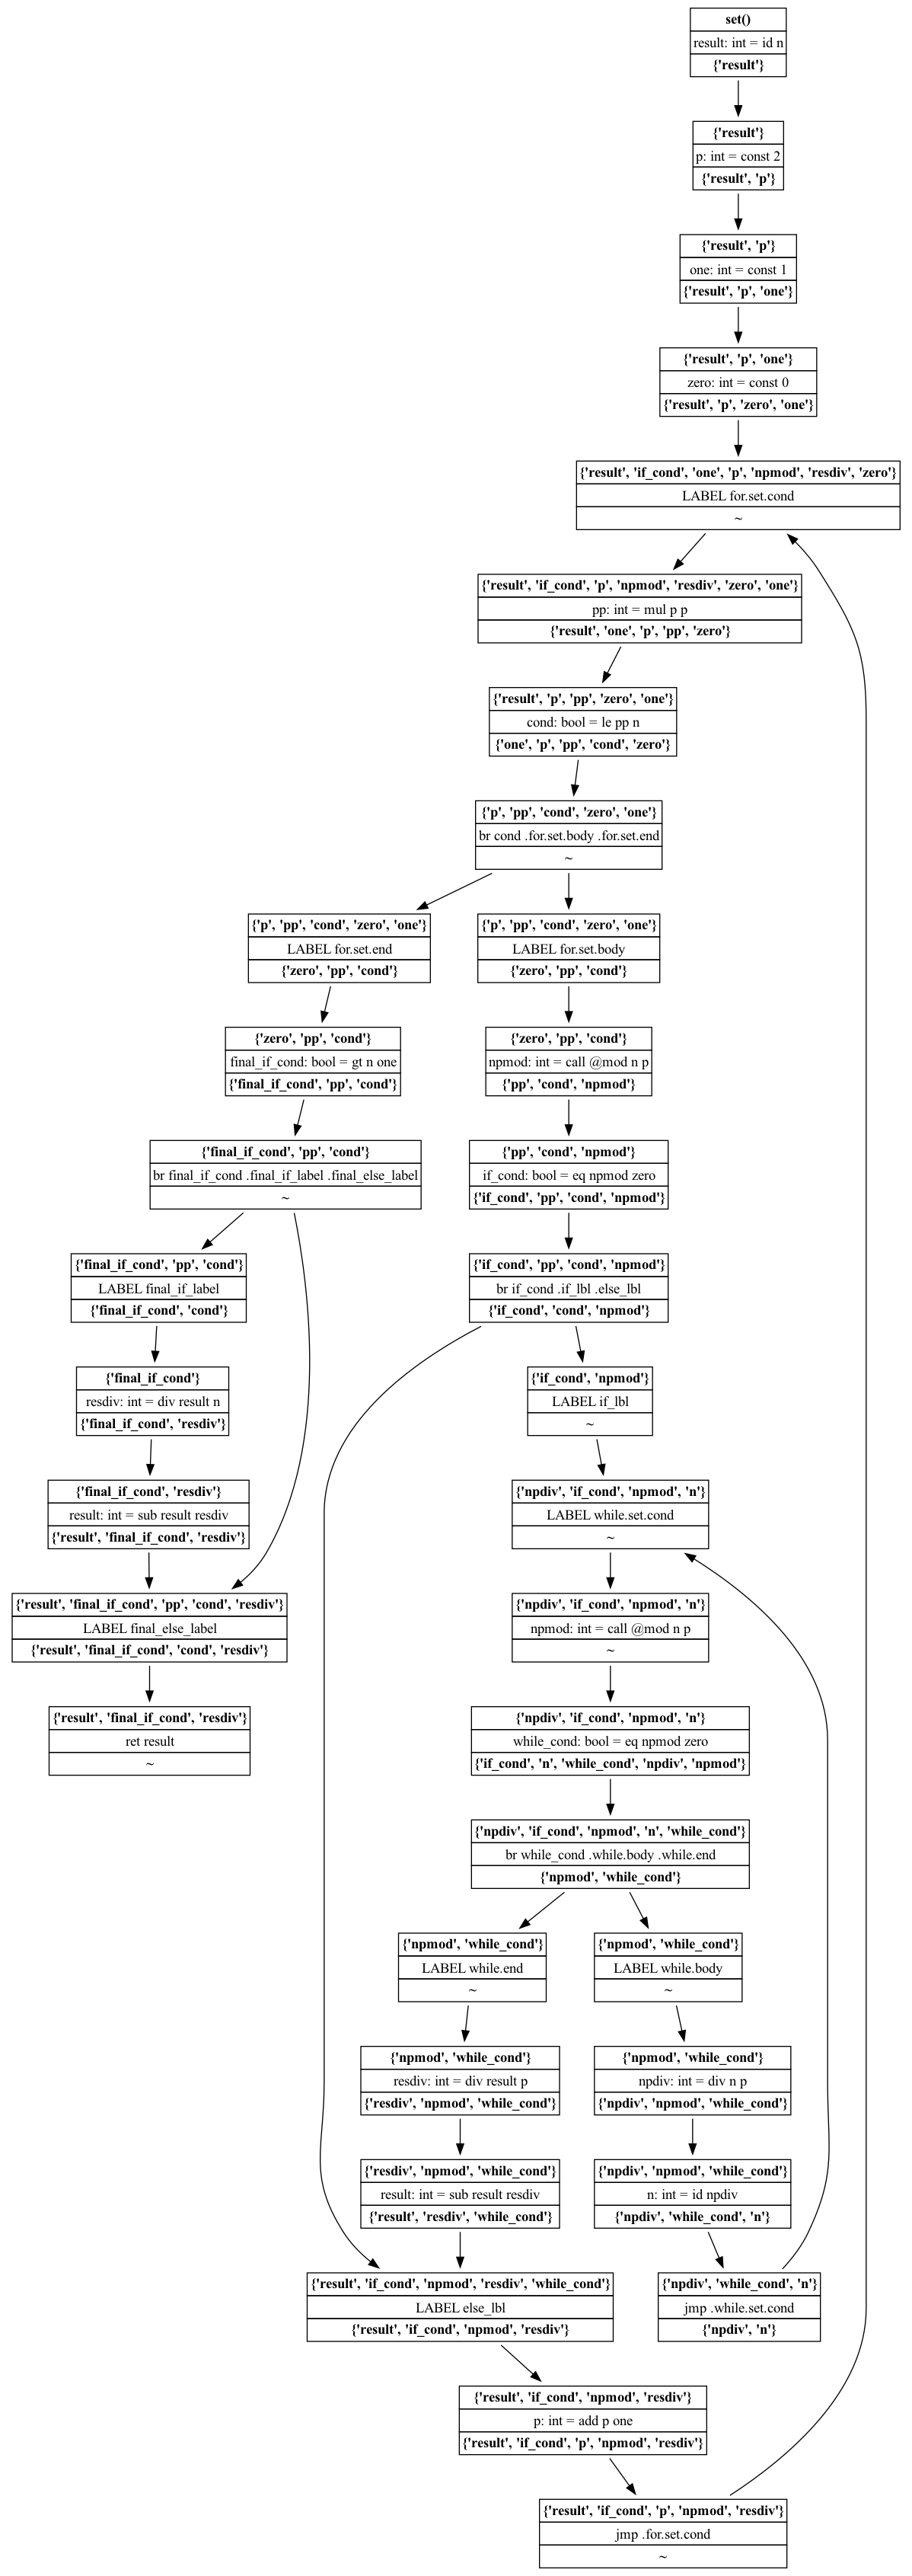 set()
result: int = id n
{'result'}
{'result'}
p: int = const 2
{'result', 'p'}
{'result', 'p'}
one: int = const 1
{'result', 'p', 'one'}
{'result', 'p', 'one'}
zero: int = const 0
{'result', 'p', 'zero', 'one'}
{'result', 'if_cond', 'one', 'p', 'npmod', 'resdiv', 'zero'}
LABEL for.set.cond
~
{'result', 'if_cond', 'p', 'npmod', 'resdiv', 'zero', 'one'}
pp: int = mul p p
{'result', 'one', 'p', 'pp', 'zero'}
{'result', 'p', 'pp', 'zero', 'one'}
cond: bool = le pp n
{'one', 'p', 'pp', 'cond', 'zero'}
{'p', 'pp', 'cond', 'zero', 'one'}
br cond .for.set.body .for.set.end
~
{'p', 'pp', 'cond', 'zero', 'one'}
LABEL for.set.end
{'zero', 'pp', 'cond'}
{'p', 'pp', 'cond', 'zero', 'one'}
LABEL for.set.body
{'zero', 'pp', 'cond'}
{'zero', 'pp', 'cond'}
final_if_cond: bool = gt n one
{'final_if_cond', 'pp', 'cond'}
{'zero', 'pp', 'cond'}
npmod: int = call @mod n p
{'pp', 'cond', 'npmod'}
{'final_if_cond', 'pp', 'cond'}
br final_if_cond .final_if_label .final_else_label
~
{'pp', 'cond', 'npmod'}
if_cond: bool = eq npmod zero
{'if_cond', 'pp', 'cond', 'npmod'}
{'final_if_cond', 'pp', 'cond'}
LABEL final_if_label
{'final_if_cond', 'cond'}
{'if_cond', 'pp', 'cond', 'npmod'}
br if_cond .if_lbl .else_lbl
{'if_cond', 'cond', 'npmod'}
{'final_if_cond'}
resdiv: int = div result n
{'final_if_cond', 'resdiv'}
{'if_cond', 'npmod'}
LABEL if_lbl
~
{'final_if_cond', 'resdiv'}
result: int = sub result resdiv
{'result', 'final_if_cond', 'resdiv'}
{'npdiv', 'if_cond', 'npmod', 'n'}
LABEL while.set.cond
~
{'result', 'final_if_cond', 'pp', 'cond', 'resdiv'}
LABEL final_else_label
{'result', 'final_if_cond', 'cond', 'resdiv'}
{'npdiv', 'if_cond', 'npmod', 'n'}
npmod: int = call @mod n p
~
{'result', 'final_if_cond', 'resdiv'}
ret result
~
{'npdiv', 'if_cond', 'npmod', 'n'}
while_cond: bool = eq npmod zero
{'if_cond', 'n', 'while_cond', 'npdiv', 'npmod'}
{'npdiv', 'if_cond', 'npmod', 'n', 'while_cond'}
br while_cond .while.body .while.end
{'npmod', 'while_cond'}
{'npmod', 'while_cond'}
LABEL while.end
~
{'npmod', 'while_cond'}
LABEL while.body
~
{'npmod', 'while_cond'}
resdiv: int = div result p
{'resdiv', 'npmod', 'while_cond'}
{'npmod', 'while_cond'}
npdiv: int = div n p
{'npdiv', 'npmod', 'while_cond'}
{'resdiv', 'npmod', 'while_cond'}
result: int = sub result resdiv
{'result', 'resdiv', 'while_cond'}
{'npdiv', 'npmod', 'while_cond'}
n: int = id npdiv
{'npdiv', 'while_cond', 'n'}
{'result', 'if_cond', 'npmod', 'resdiv', 'while_cond'}
LABEL else_lbl
{'result', 'if_cond', 'npmod', 'resdiv'}
{'npdiv', 'while_cond', 'n'}
jmp .while.set.cond
{'npdiv', 'n'}
{'result', 'if_cond', 'npmod', 'resdiv'}
p: int = add p one
{'result', 'if_cond', 'p', 'npmod', 'resdiv'}
{'result', 'if_cond', 'p', 'npmod', 'resdiv'}
jmp .for.set.cond
~